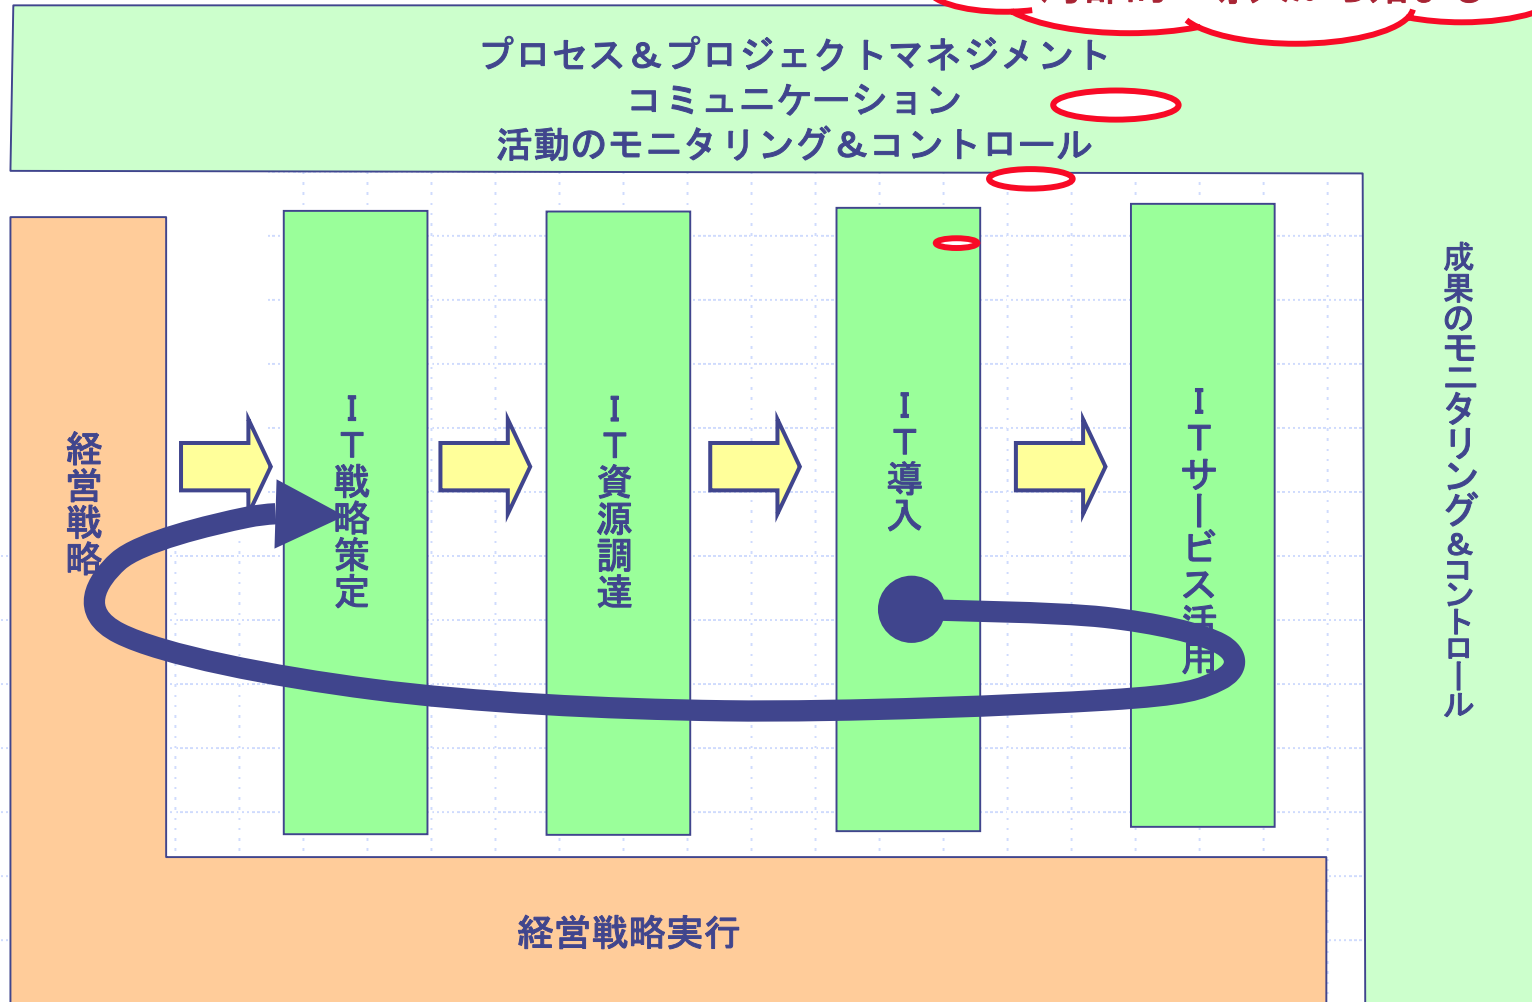 プロセス＆プロジェクトマネジメント
コミュニケーション
活動のモニタリング＆コントロール
経営戦略
ＩＴ戦略策定
ＩＴ資源調達
ＩＴ導入
ＩＴサービス活用
成果のモニタリング＆コントロール
経営戦略実行